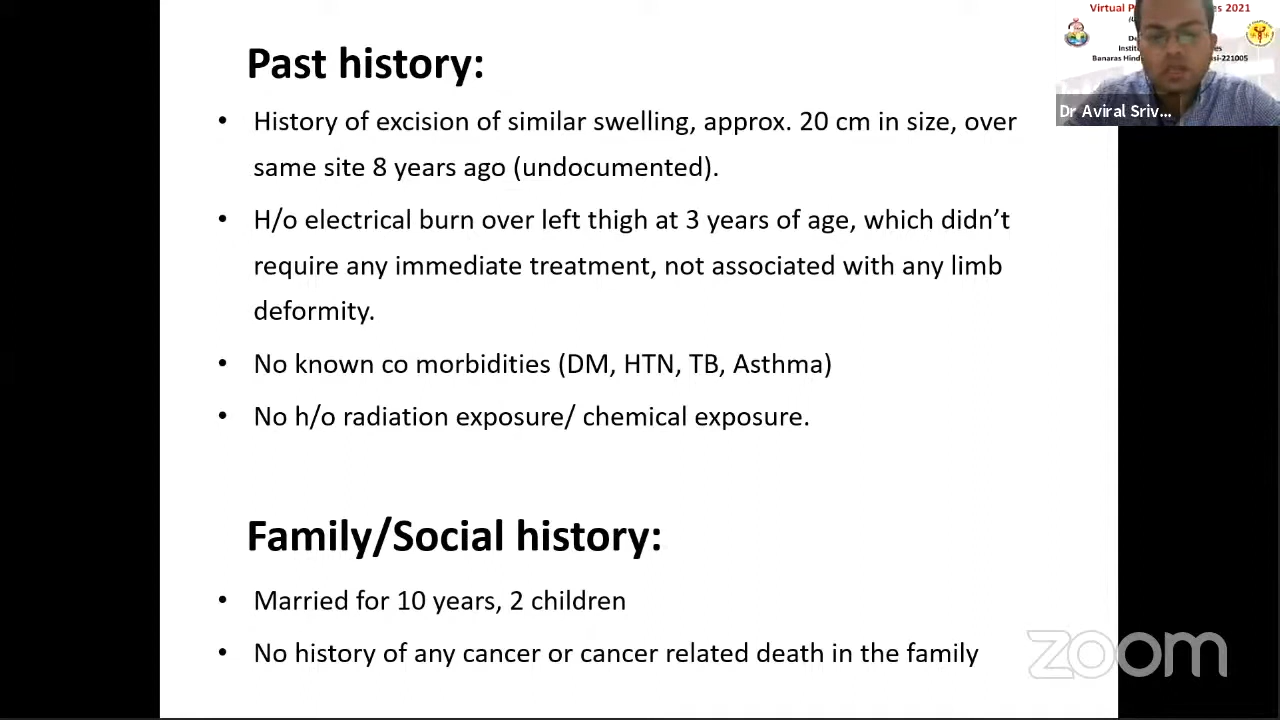 Past history:
• History of excision of similar swelling, approx. 20 cm in size, over
same site 8 years ago (undocumented).
• H/o electrical burn over left thigh at 3 years of age, which didn’t
require any immediate treatment, not associated with any limb
deformity.
• No known co morbidities (DM, HTN, TB, Asthma)
• No h/o radiation exposure/ chemical exposure.
Family/Social history:
• Married for 10 years, 2 children
• No history of any cancer or cancer related death in the family
Virtual 2021
Banaras
Dr Aviral Sriv...
zoom